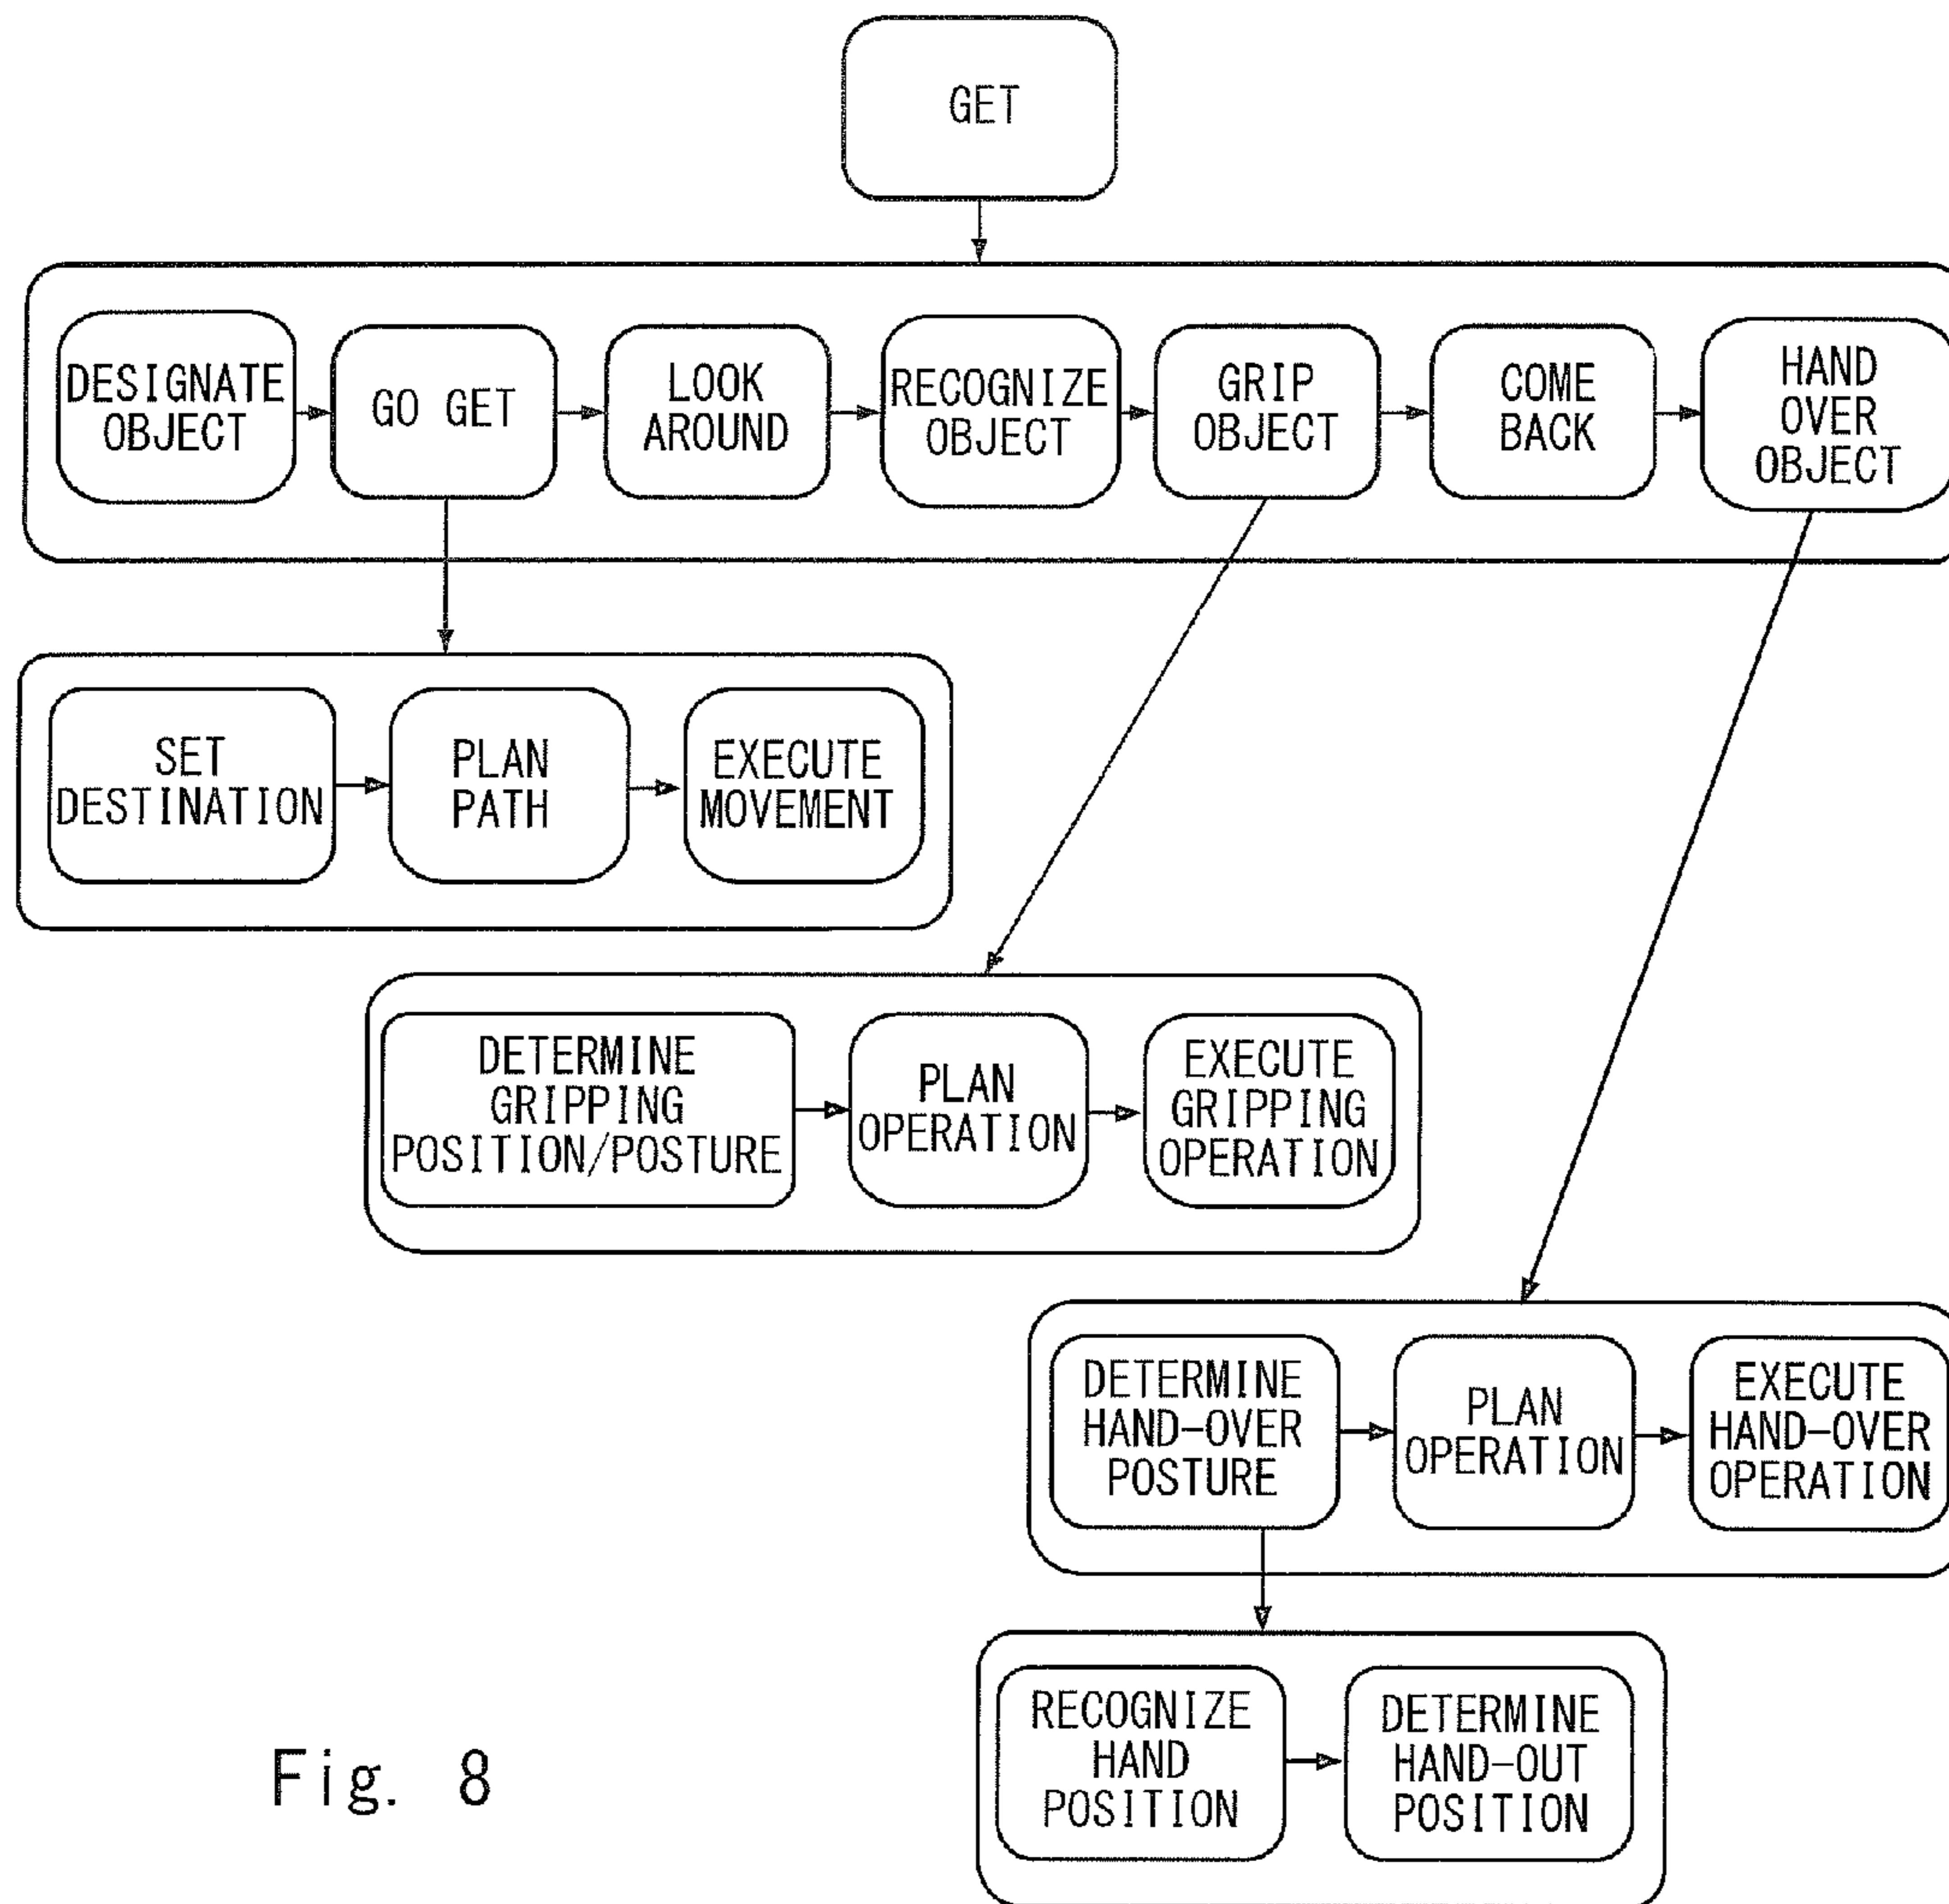 GET
DESIGNATE
OBJECT
GO GET
LOOK
AROUND
RECOGNIZE
OBJECT
GRIP
OBJECT
COME
BACK
HAND
OVER
OBJECT
SET
DESTINATION
PLAN
PATH
EXECUTE
MOVEMENT
DETERMINE
GRIPPING
POSITION/POSTURE
PLAN
OPERATION
EXECUTE
GRIPPING
OPERATION
DETERMINE
HAND-OVER
POSTURE
PLAN
OPERATION
EXECUTE
HAND-OVER
OPERATION
RECOGNIZE
HAND
POSITION
DETERMINE
HAND-OUT
POSITION
Fig. 8